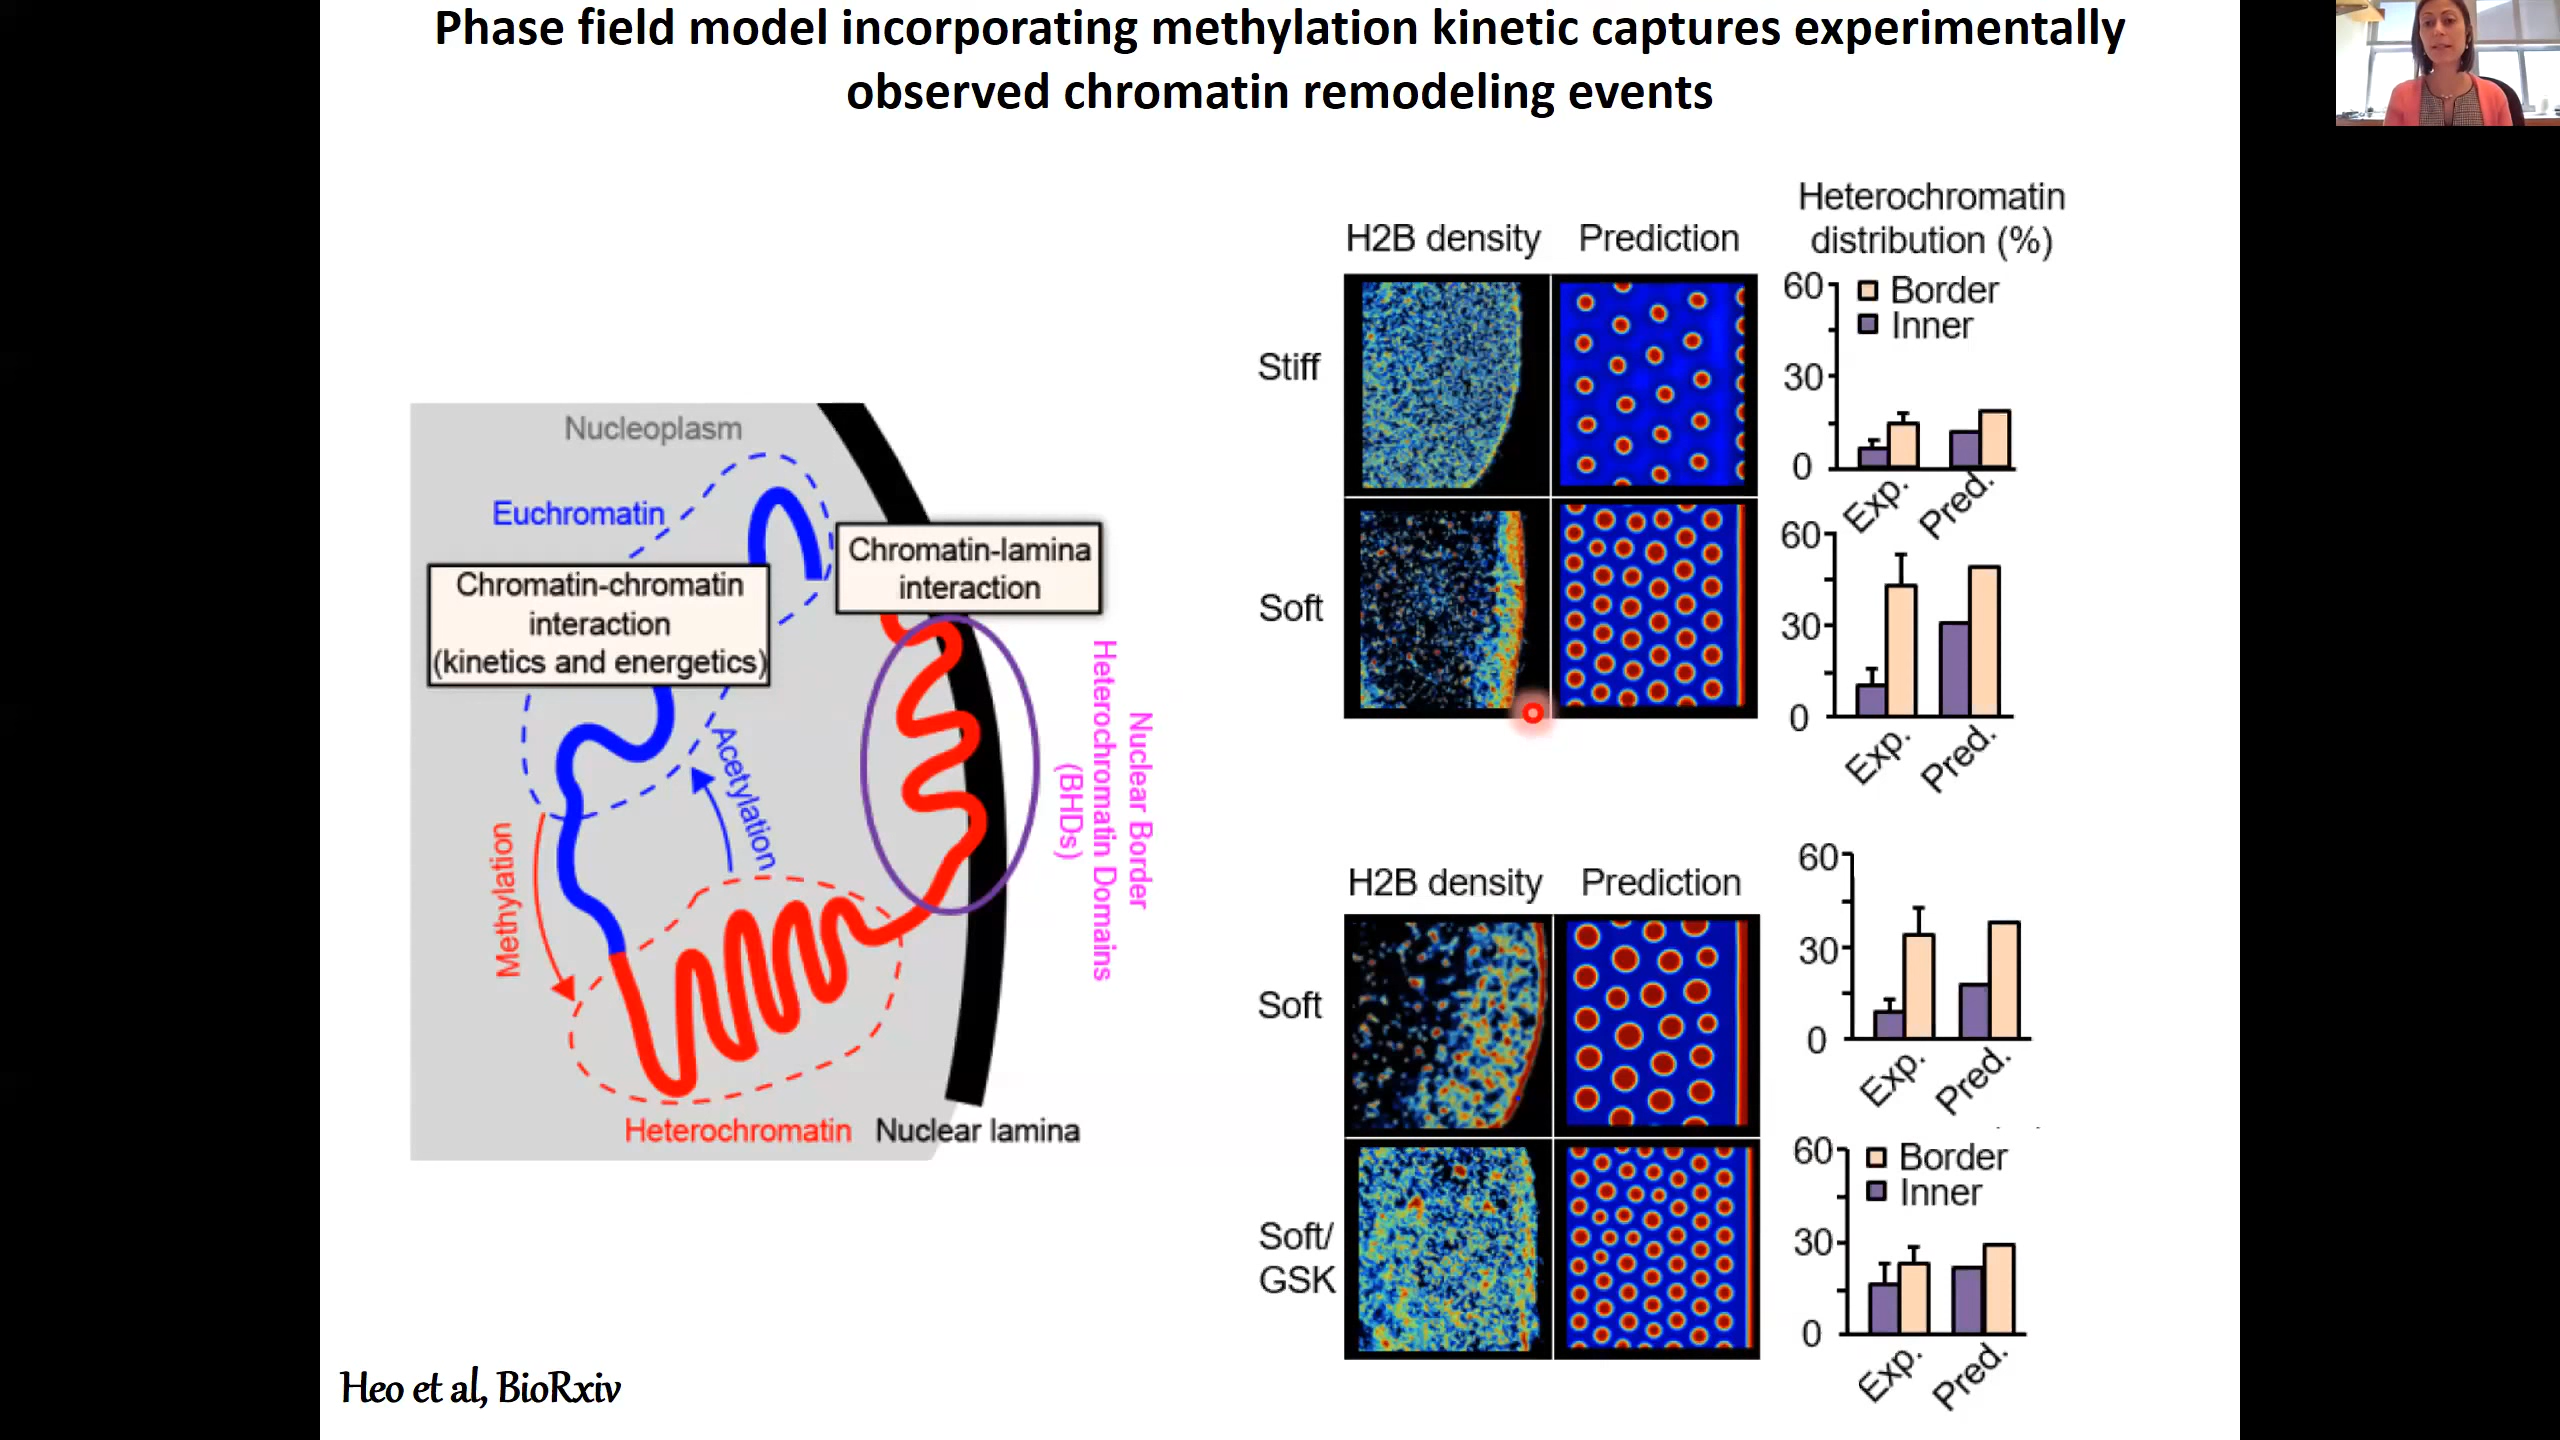 Phase field model incorporating methylation kinetic captures experimentally
observed chromatin remodeling events
Nucleoplasm
Euchromatin
Chromatin-chromatin
interaction
(kinetics and energetics)
Chromatin-lamina
interaction
Nuclear Border
Heterochromatin Domains
(BHDs)
Acetylation
Methylation
Heterochromatin
Nuclear lamina
H2B density
Prediction
Heterochromatin
distribution (%)
Stiff
60
30
0
Border
Inner
Exp.
Pred.
Soft
60
30
0
Exp.
Pred.
H2B density
Prediction
Soft
60
30
0
Exp.
Pred.
Soft/
GSK
60
30
0
Border
Inner
Exp.
Pred.
Heo et al, BioRxiv